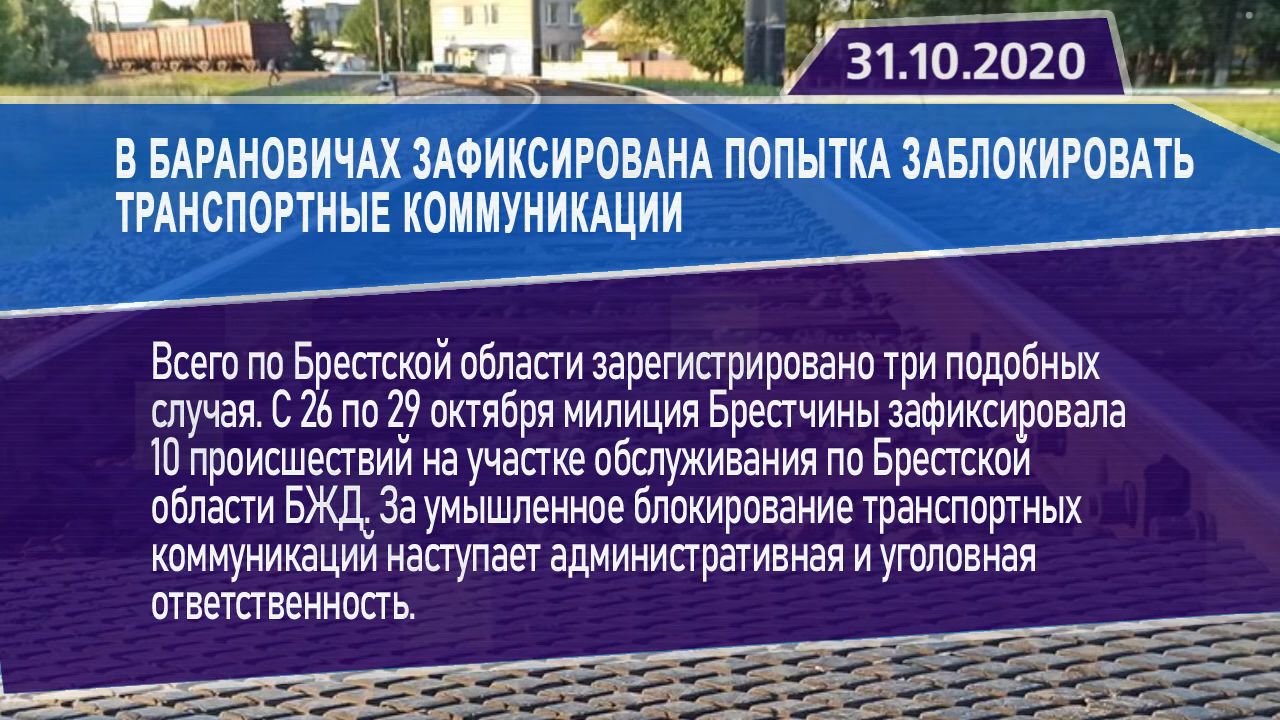 31.10.2020
В БАРАНОВИЧАХ ЗАФИКСИРОВАНА ПОПЫТКА ЗАБЛОКИРОВАТЬ
ТРАНСПОРТНЫЕ КОММУНИКАЦИИ
Всего по Брестской области зарегистрировано три подобных
случая. С 26 по 29 октября милиция Брестчины зафиксировала
10 происшествий на участке обслуживания по Брестской
области БЖД. За умышленное блокирование транспортных
коммуникаций наступает административная и уголовная
ответственность.